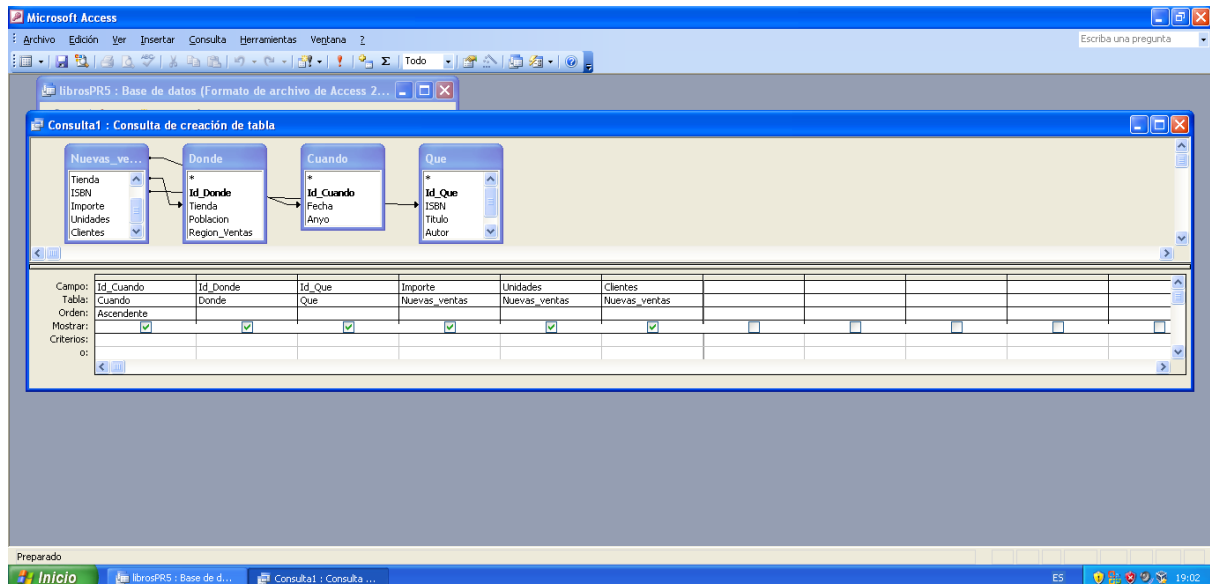 Microsoft Access
Archivo Edición Ver Insertar Consulta Herramientas Ventana ?
Escriba una pregunta
Todo
librosPR5 : Base de datos (Formato de archivo de Access 2...
Consulta1 : Consulta de creación de tabla
Nuevas_ve... Donde Cuando Que
Tienda * * *
ISBN Id_Donde Id_Cuando Id_Que
Importe Tienda Fecha ISBN
Unidades Poblacion Anyo Titulo
Clientes Region_Ventas Autor
Campo: Id_Cuando Id_Donde Id_Que Importe Unidades Clientes
Tabla: Cuando Donde Que Nuevas_ventas Nuevas_ventas Nuevas_ventas
Orden: Ascendente
Mostrar:
Criterios:
o:
Preparado
Inicio librosPR5 : Base de d... Consulta1 : Consulta ... ES 19:02